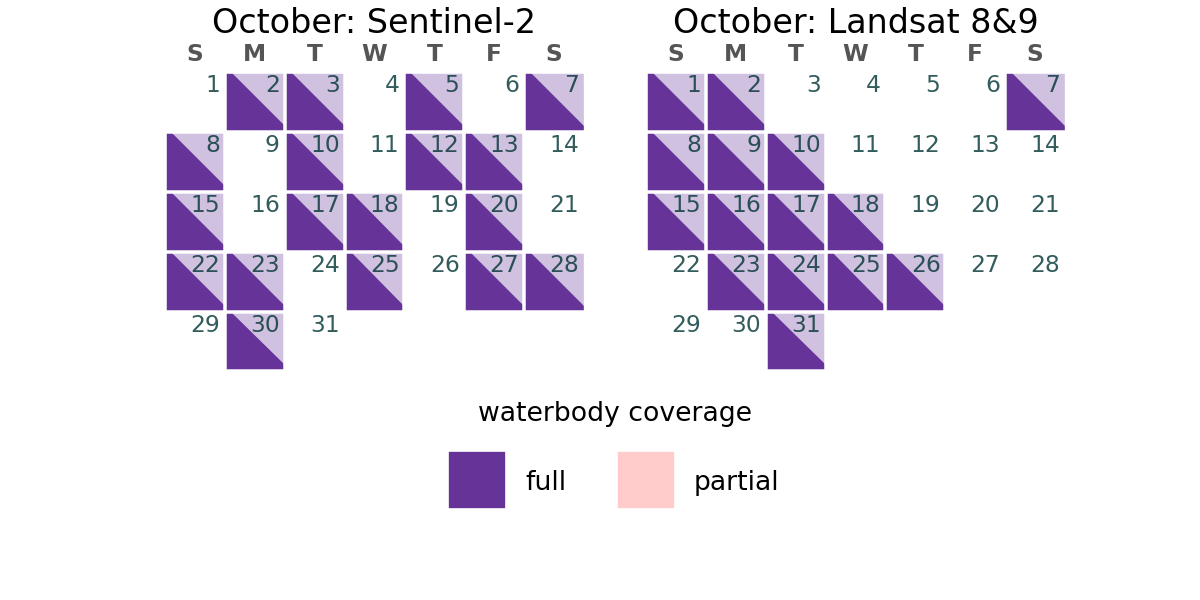 October: Sentinel-2
S M T W T F S
1 2 3 4 5 6 7
8 9 10 11 12 13 14
15 16 17 18 19 20 21
22 23 24 25 26 27 28
29 30 31
October: Landsat 8&9
S M T W T F S
1 2 3 4 5 6 7
8 9 10 11 12 13 14
15 16 17 18 19 20 21
22 23 24 25 26 27 28
29 30 31
waterbody coverage
full partial